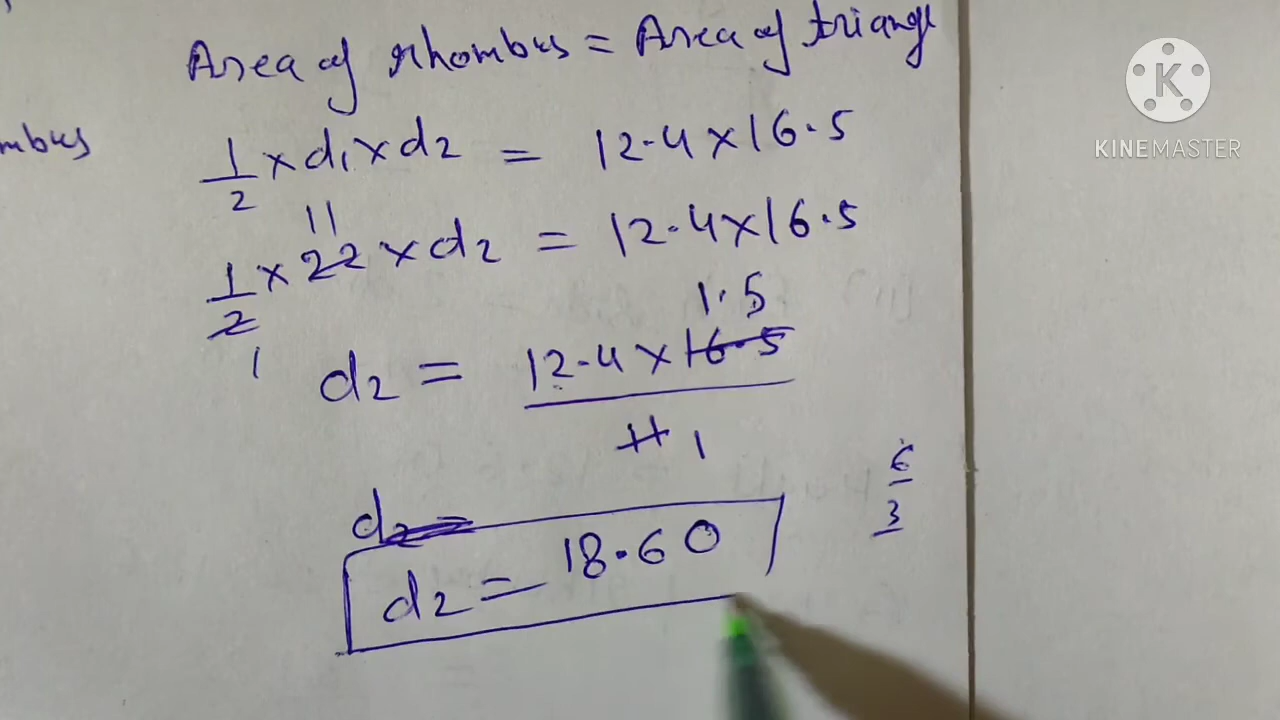 Area of rhombus = Area of triangl
mbus
1/2 × d1 × d2 = 12.4 × 16.5
11
1/2 × 22 × d2 = 12.4 × 16.5
1
1.5
d2 = 12.4 × 16.5 / 11 1
d2 =
6
3
d2 = 18.60
K
KINEMASTER